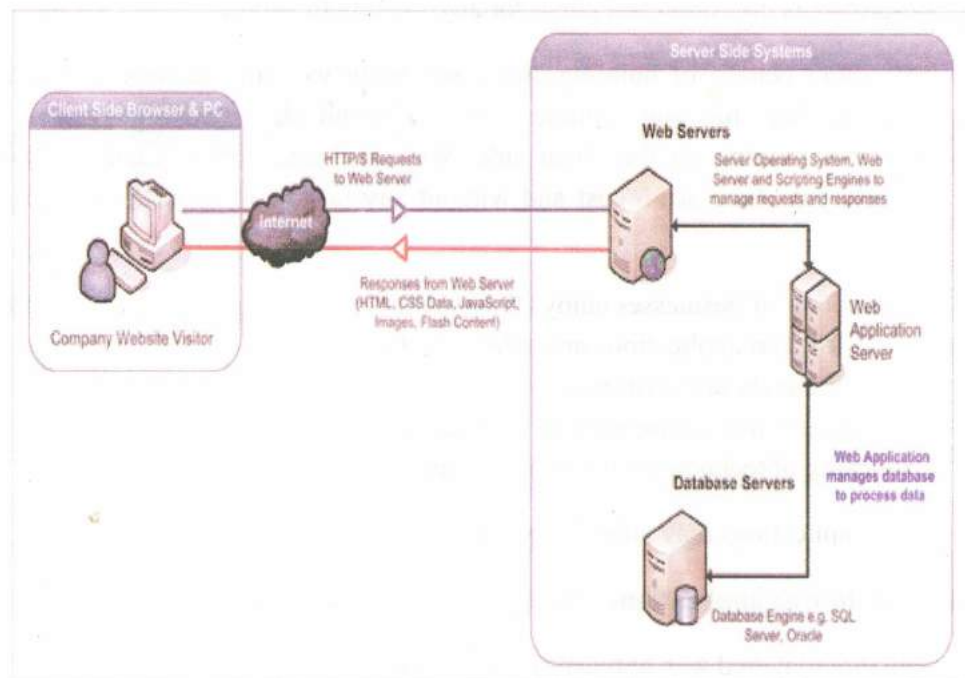 Client Side Browser & PC
Company Website Visitor
HTTP/S Requests
to Web Server
Internet
Responses from Web Server
(HTML, CSS Data, JavaScript,
Images, Flash Content)
Server Side Systems
Web Servers
Server Operating System, Web
Server and Scripting Engines to
manage requests and responses
Web
Application
Server
Web Application
manages database
to process data
Database Servers
Database Engine e.g. SQL
Server, Oracle